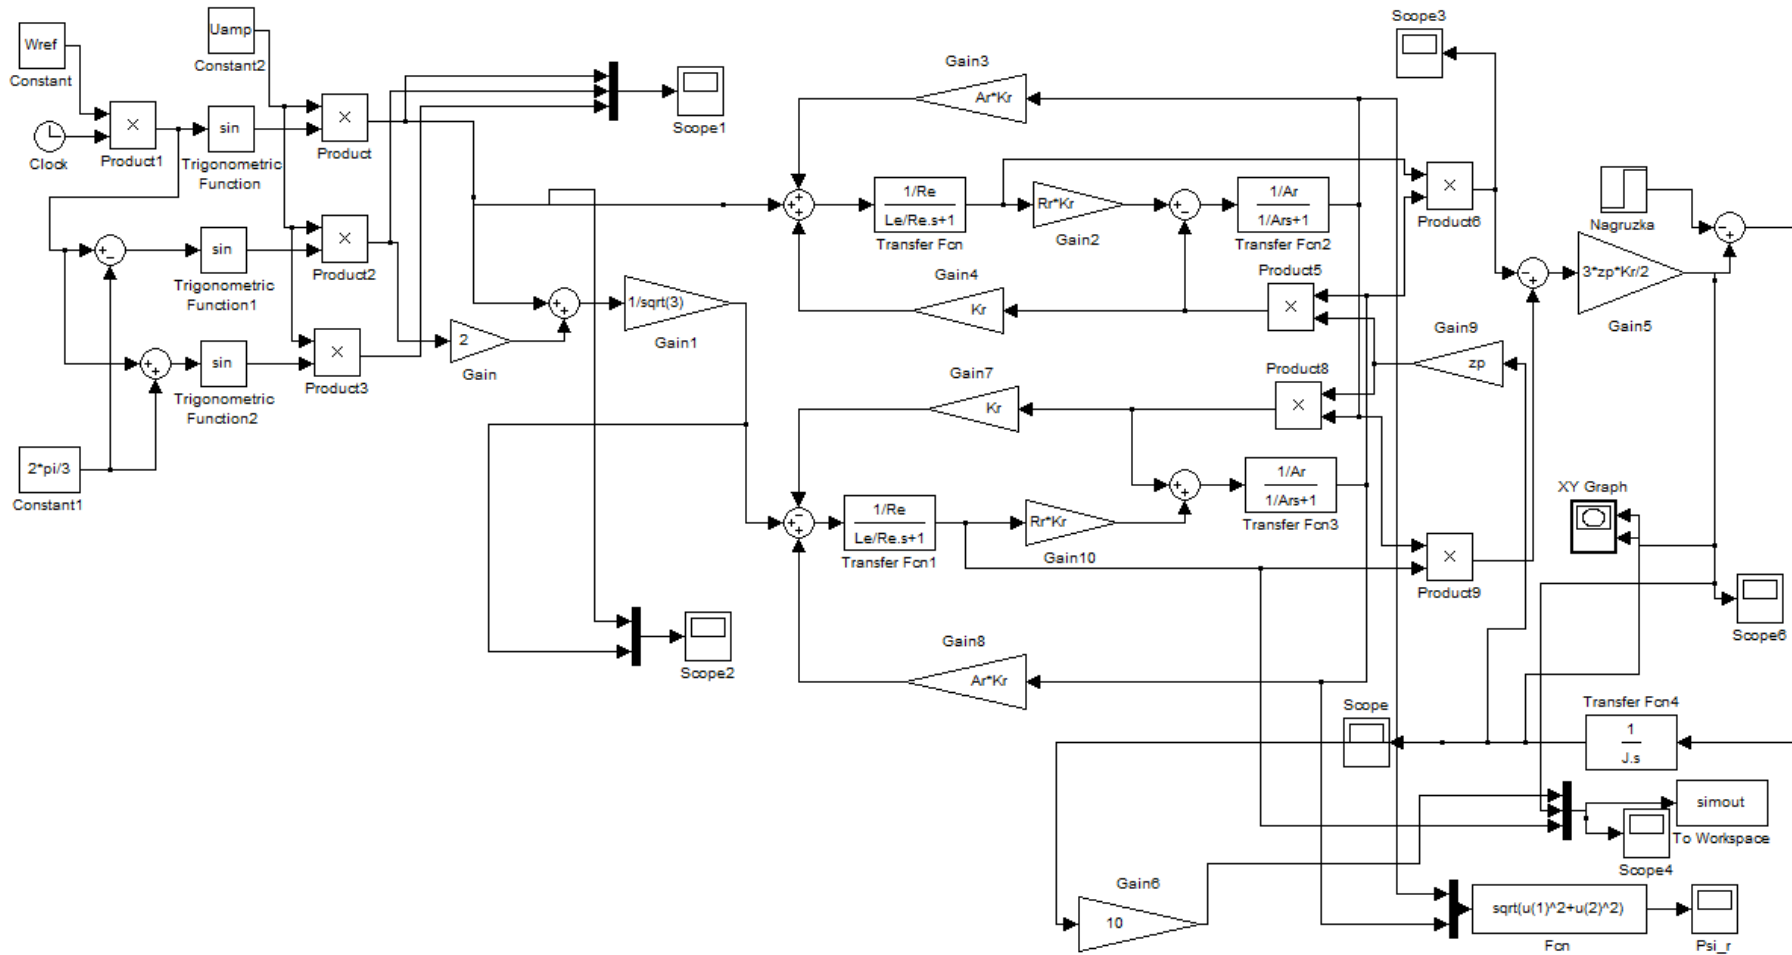 Wref
Constant
Clock
×
Product1
sin
Trigonometric
Function
Uamp
Constant2
×
Product
Scope1
+
-
sin
Trigonometric
Function1
×
Product2
+
+
sin
Trigonometric
Function2
×
Product3
2*pi/3
Constant1
2
Gain
+
+
1/sqrt(3)
Gain1
Scope2
Gain3
Ar*Kr
+
+
+
1/Re
Le/Re.s+1
Transfer Fcn
Rr*Kr
Gain2
+
-
1/Ar
1/Ars+1
Transfer Fcn2
Gain4
Kr
Product5
×
Gain7
Kr
Product8
×
-
+
+
1/Re
Le/Re.s+1
Transfer Fcn1
Rr*Kr
Gain10
+
+
1/Ar
1/Ars+1
Transfer Fcn3
Gain8
Ar*Kr
Scope3
×
Product6
Nagruzka
-
+
-
+
3*zp*Kr/2
Gain5
Gain9
zp
XY Graph
×
Product9
Scope6
Scope
Transfer Fcn4
1
J.s
simout
To Workspace
Scope4
Gain6
10
sqrt(u(1)^2+u(2)^2)
Fcn
Psi_r